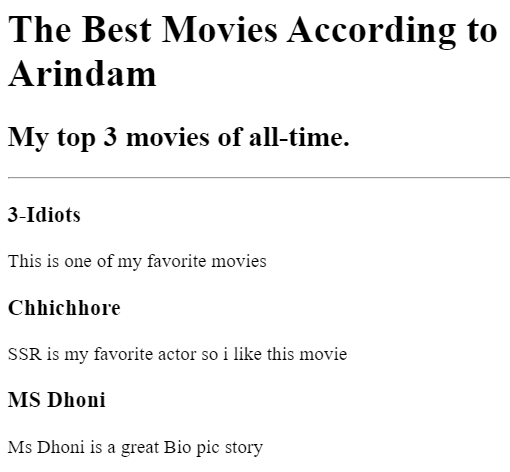 The Best Movies According to
Arindam
My top 3 movies of all-time.
3-Idiots
This is one of my favorite movies
Chhichhore
SSR is my favorite actor so i like this movie
MS Dhoni
Ms Dhoni is a great Bio pic story